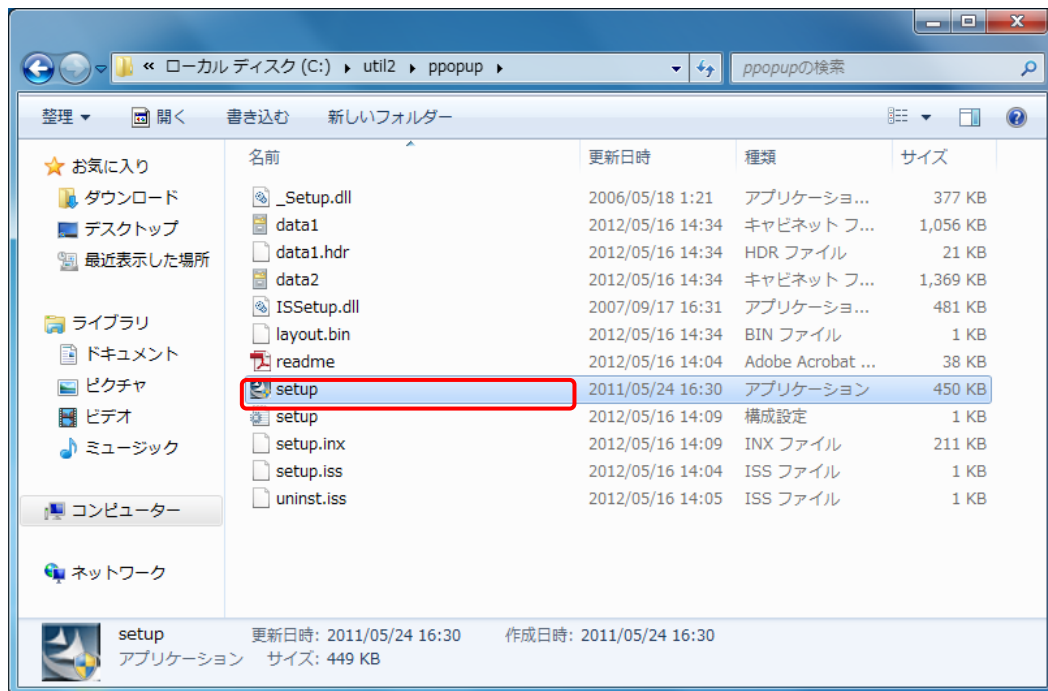 « ローカル ディスク (C:) ▸ util2 ▸ ppopup ▸
ppopupの検索
整理 ▼ 開く 書き込む 新しいフォルダー
お気に入り
ダウンロード
デスクトップ
最近表示した場所
ライブラリ
ドキュメント
ピクチャ
ビデオ
ミュージック
コンピューター
ネットワーク
名前 更新日時 種類 サイズ
_Setup.dll 2006/05/18 1:21 アプリケーショ... 377 KB
data1 2012/05/16 14:34 キャビネット フ... 1,056 KB
data1.hdr 2012/05/16 14:34 HDR ファイル 21 KB
data2 2012/05/16 14:34 キャビネット フ... 1,369 KB
ISSetup.dll 2007/09/17 16:31 アプリケーショ... 481 KB
layout.bin 2012/05/16 14:34 BIN ファイル 1 KB
readme 2012/05/16 14:04 Adobe Acrobat ... 38 KB
setup 2011/05/24 16:30 アプリケーション 450 KB
setup 2012/05/16 14:09 構成設定 1 KB
setup.inx 2012/05/16 14:09 INX ファイル 211 KB
setup.iss 2012/05/16 14:04 ISS ファイル 1 KB
uninst.iss 2012/05/16 14:05 ISS ファイル 1 KB
setup 更新日時: 2011/05/24 16:30 作成日時: 2011/05/24 16:30
アプリケーション サイズ: 449 KB